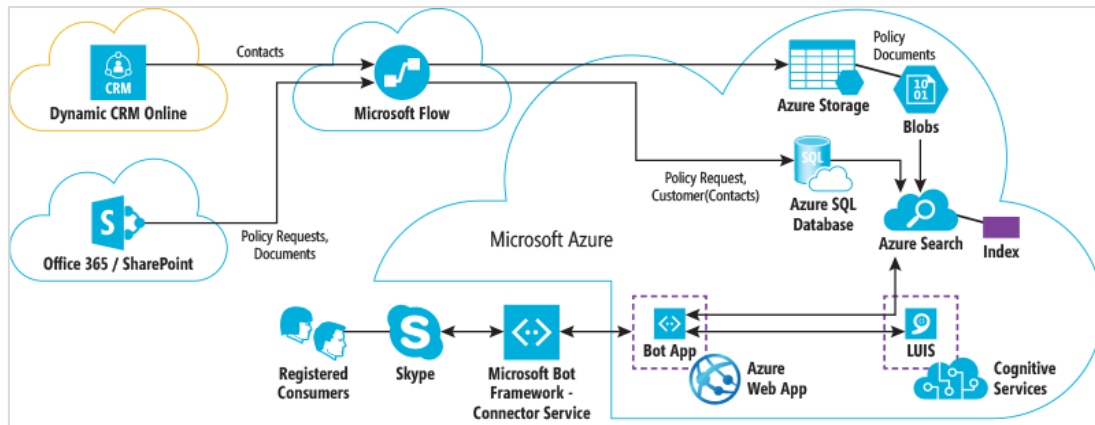 Contacts
CRM
Dynamic CRM Online
Microsoft Flow
Policy
Documents
Azure Storage
10
01
Blobs
SQL
Policy Request,
Customer(Contacts)
Azure SQL
Database
Azure Search
Index
S
Office 365 / SharePoint
Policy Requests,
Documents
Microsoft Azure
Registered
Consumers
S
Skype
Microsoft Bot
Framework -
Connector Service
Bot App
Azure
Web App
LUIS
Cognitive
Services